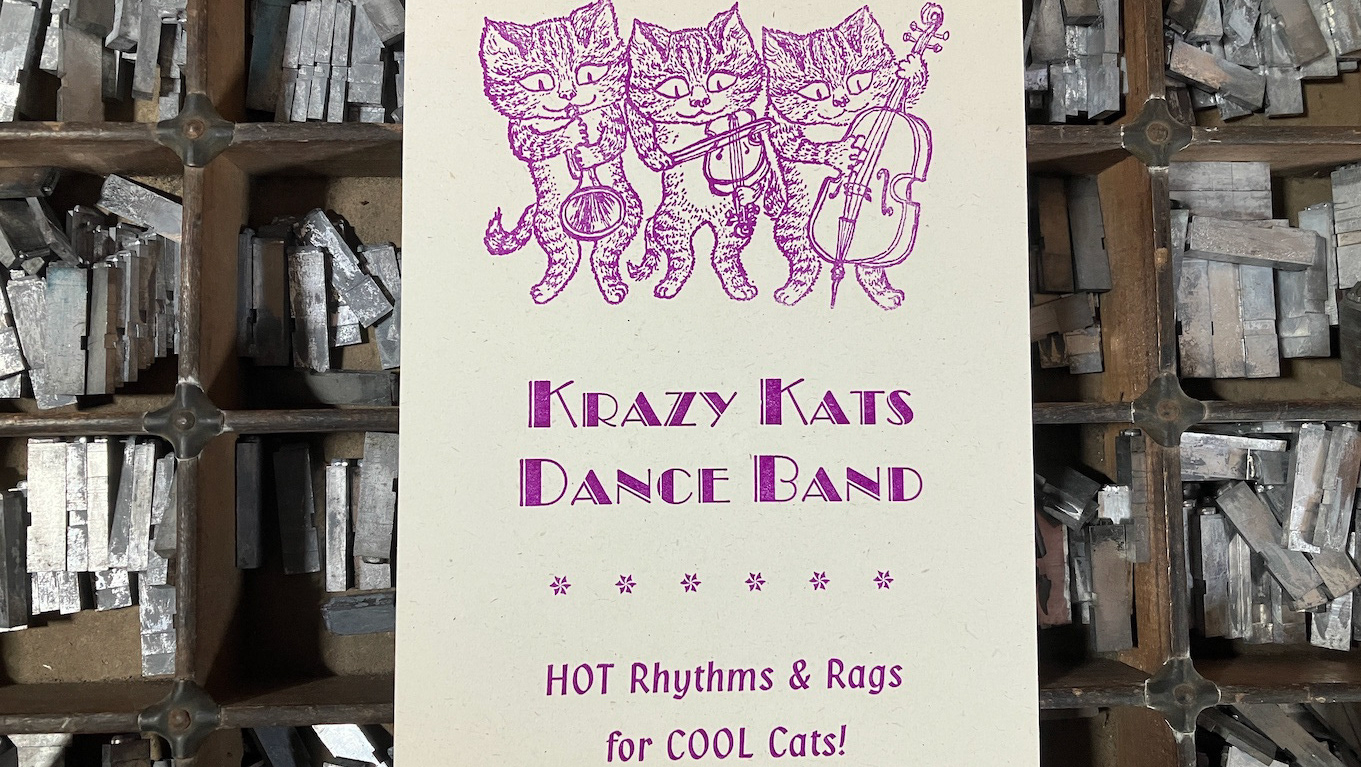 Krazy Kats
Dance Band
HOT Rhythms & Rags
for COOL Cats!